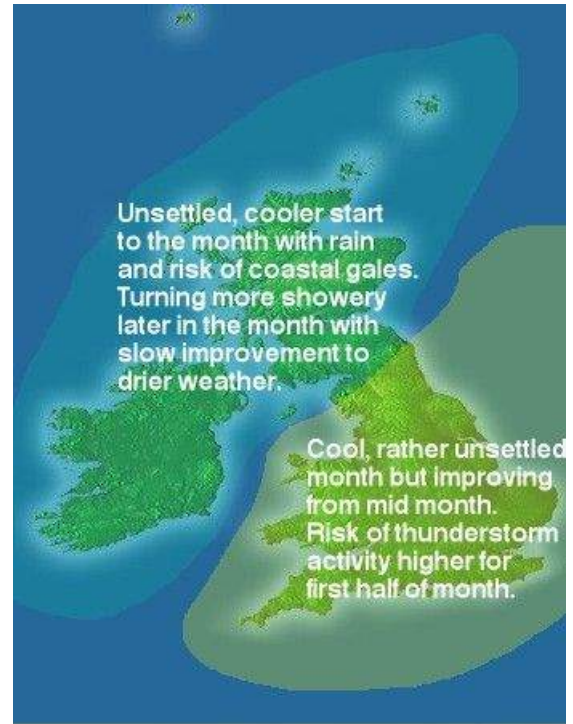 Unsettled, cooler start
to the month with rain
and risk of coastal gales.
Turning more showery
later in the month with
slow improvement to
drier weather.
Cool, rather unsettled
month but improving
from mid month.
Risk of thunderstorm
activity higher for
first half of month.